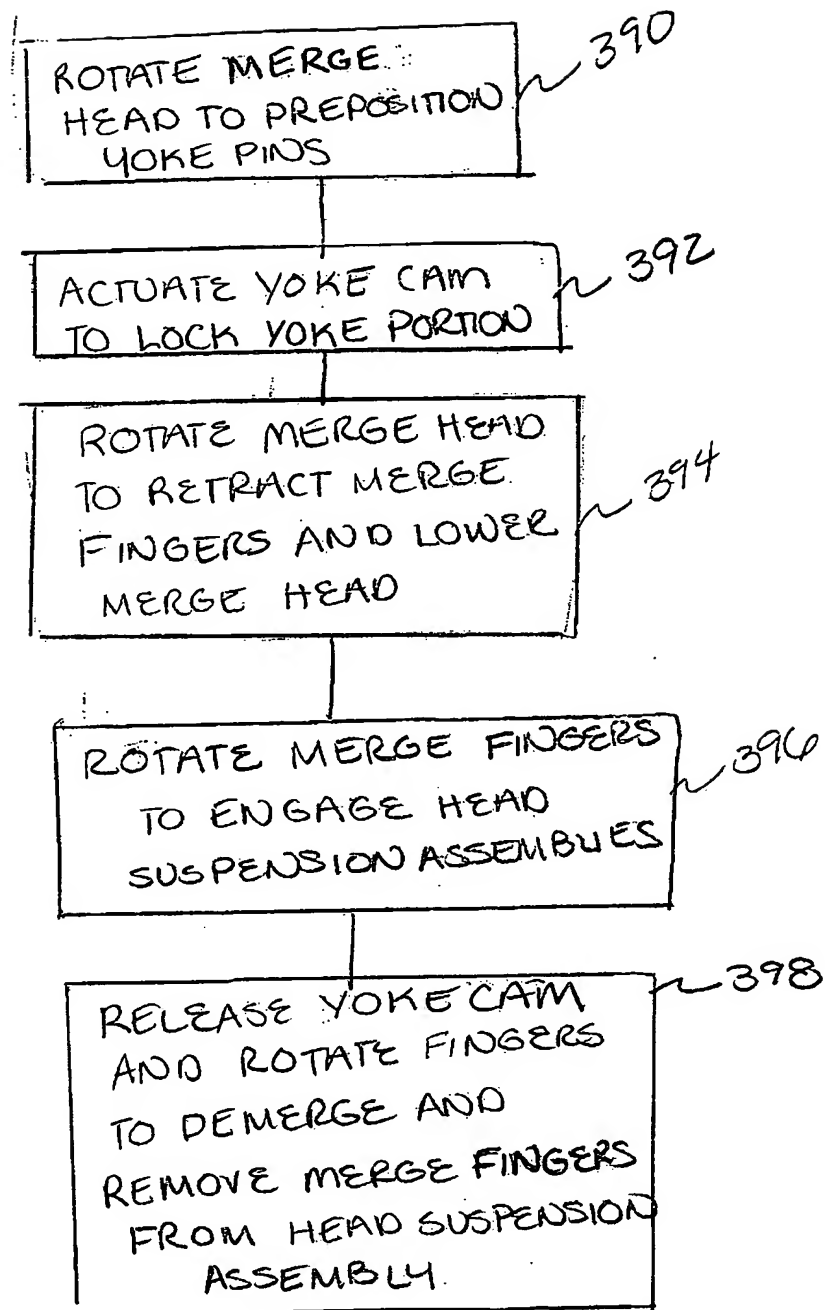 ROTATE MERGE
HEAD TO PREPOSITION
YOKE PINS
390
ACTUATE YOKE CAM
TO LOCK YOKE PORTION
392
ROTATE MERGE HEAD
TO RETRACT MERGE
FINGERS AND LOWER
MERGE HEAD
394
ROTATE MERGE FINGERS
TO ENGAGE HEAD
SUSPENSION ASSEMBLIES
396
RELEASE YOKE CAM
AND ROTATE FINGERS
TO DEMERGE AND
REMOVE MERGE FINGERS
FROM HEAD SUSPENSION
ASSEMBLY.
398